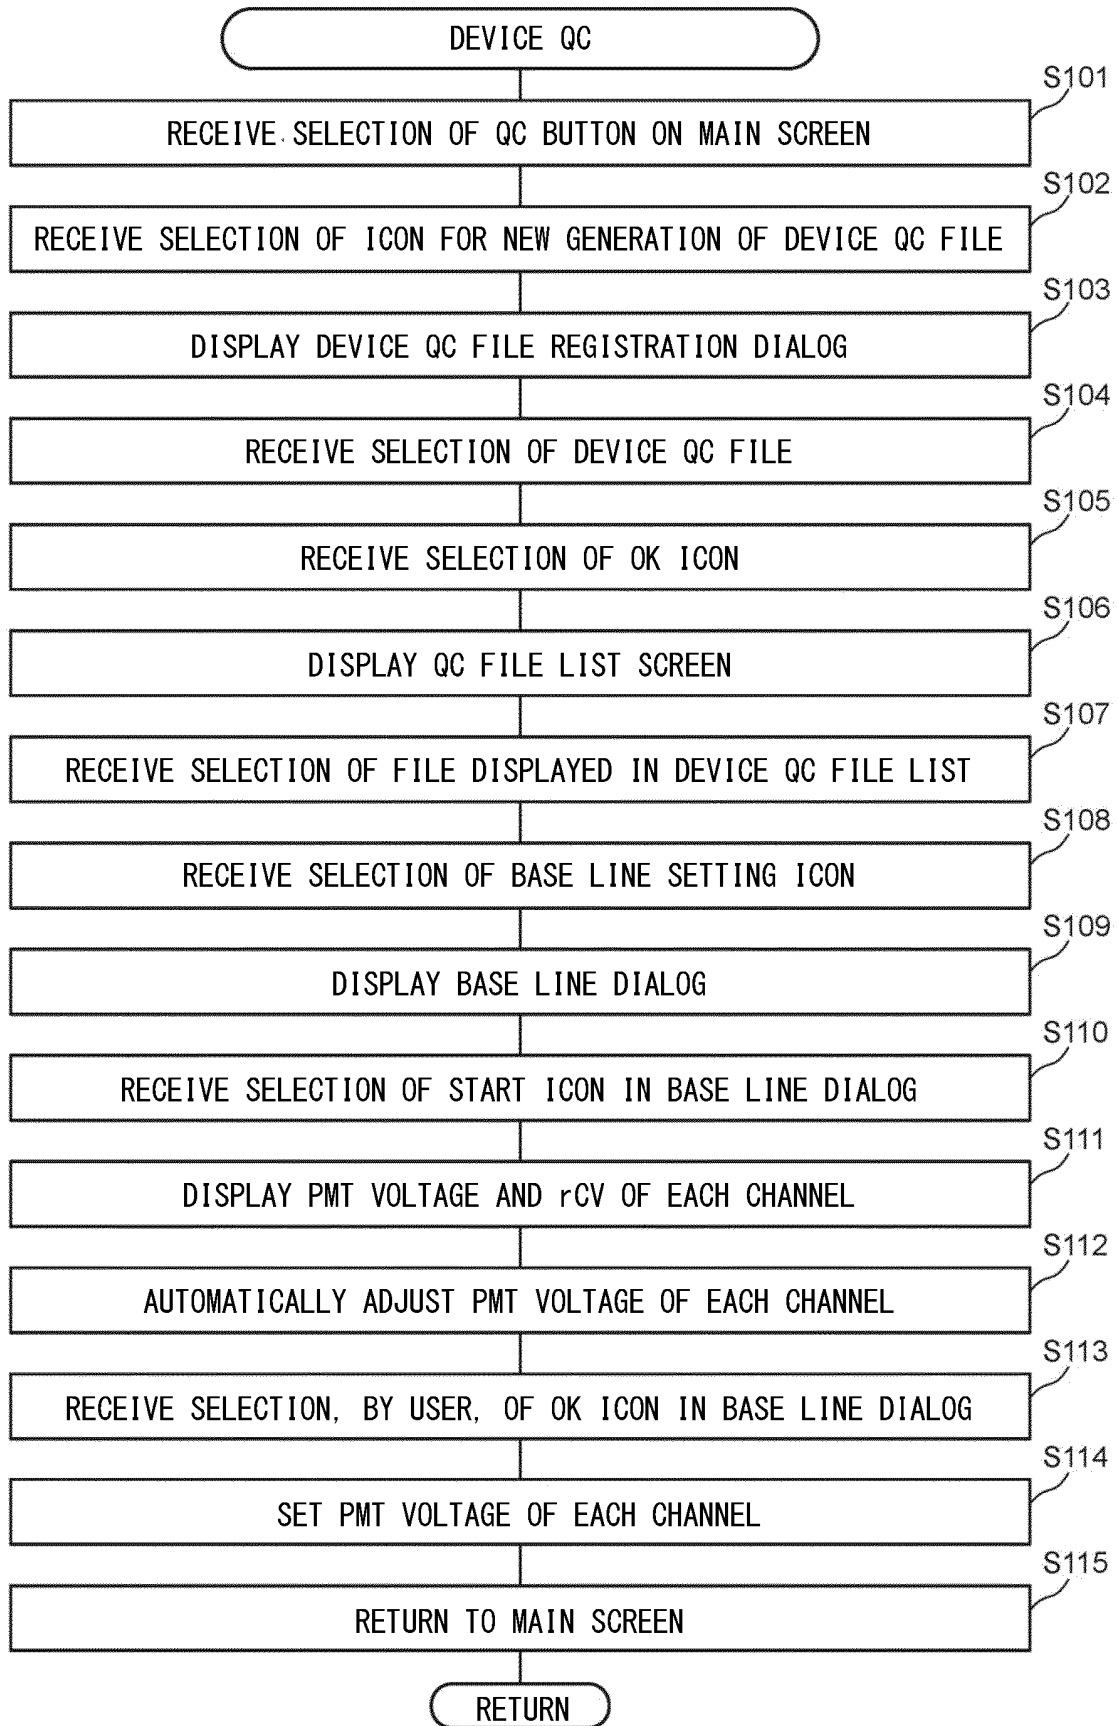 DEVICE QC
S101
RECEIVE SELECTION OF QC BUTTON ON MAIN SCREEN
S102
RECEIVE SELECTION OF ICON FOR NEW GENERATION OF DEVICE QC FILE
S103
DISPLAY DEVICE QC FILE REGISTRATION DIALOG
S104
RECEIVE SELECTION OF DEVICE QC FILE
S105
RECEIVE SELECTION OF OK ICON
S106
DISPLAY QC FILE LIST SCREEN
S107
RECEIVE SELECTION OF FILE DISPLAYED IN DEVICE QC FILE LIST
S108
RECEIVE SELECTION OF BASE LINE SETTING ICON
S109
DISPLAY BASE LINE DIALOG
S110
RECEIVE SELECTION OF START ICON IN BASE LINE DIALOG
S111
DISPLAY PMT VOLTAGE AND rCV OF EACH CHANNEL
S112
AUTOMATICALLY ADJUST PMT VOLTAGE OF EACH CHANNEL
S113
RECEIVE SELECTION, BY USER, OF OK ICON IN BASE LINE DIALOG
S114
SET PMT VOLTAGE OF EACH CHANNEL
S115
RETURN TO MAIN SCREEN
RETURN